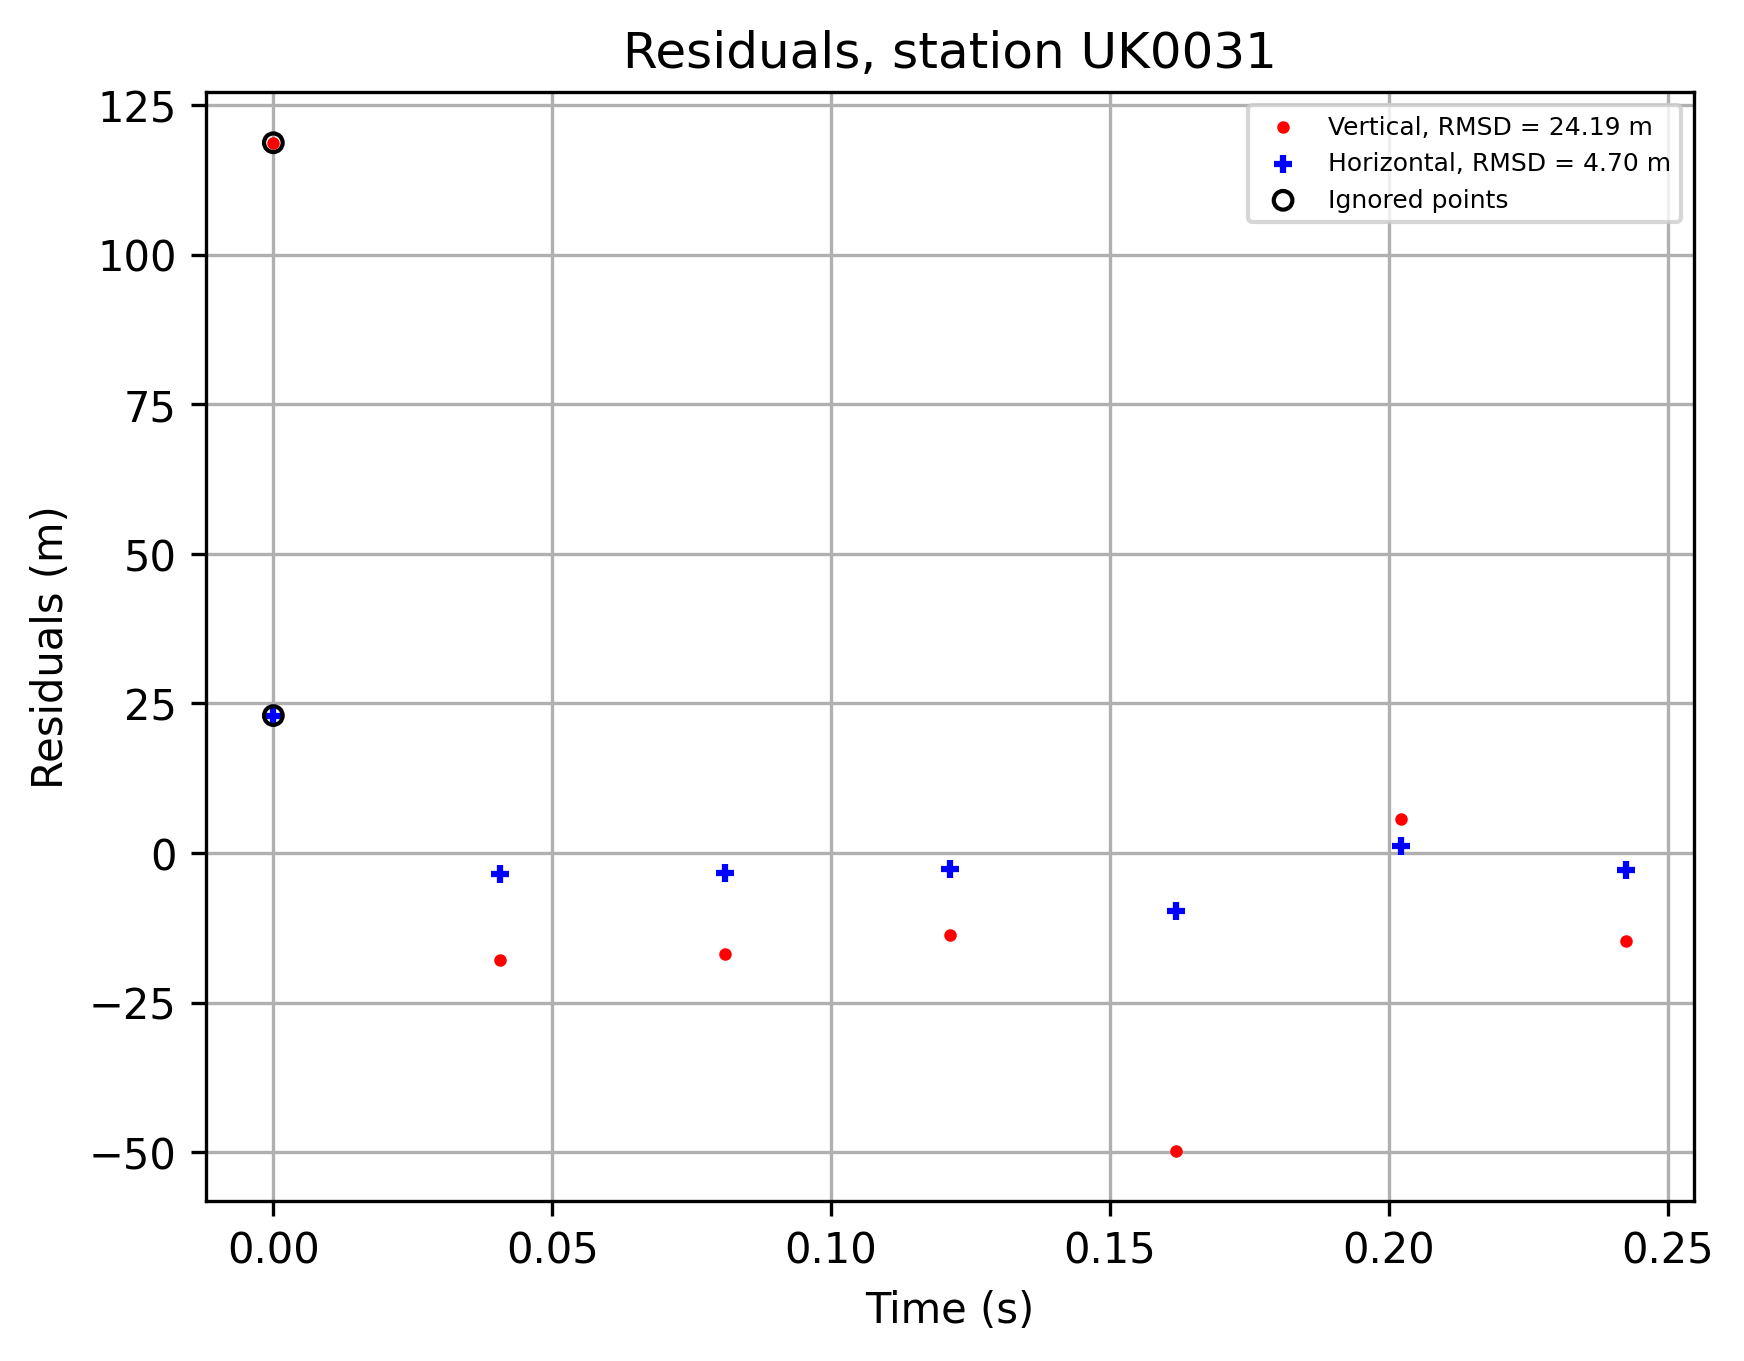 Residuals, station UK0031
Vertical, RMSD = 24.19 m
Horizontal, RMSD = 4.70 m
Ignored points
125
100
75
50
25
0
−25
−50
Residuals (m)
0.00 0.05 0.10 0.15 0.20 0.25
Time (s)